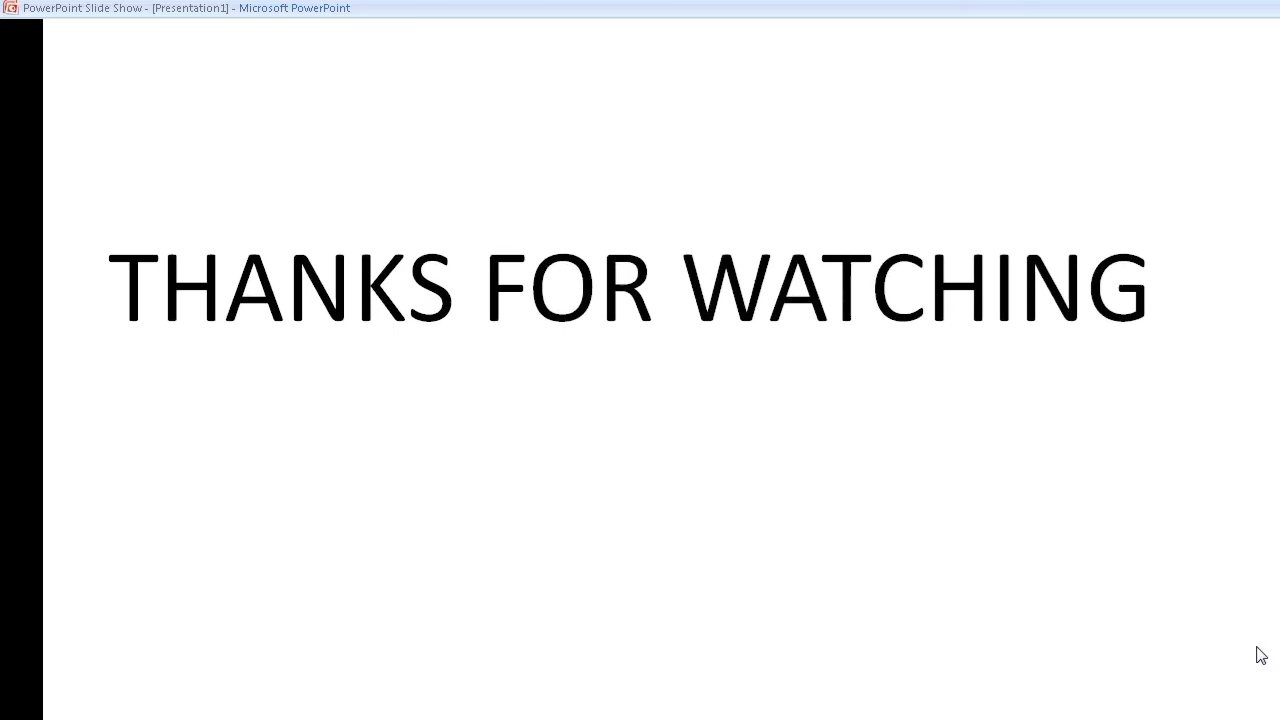 PowerPoint Slide Show - [Presentation1] - Microsoft PowerPoint
THANKS FOR WATCHING